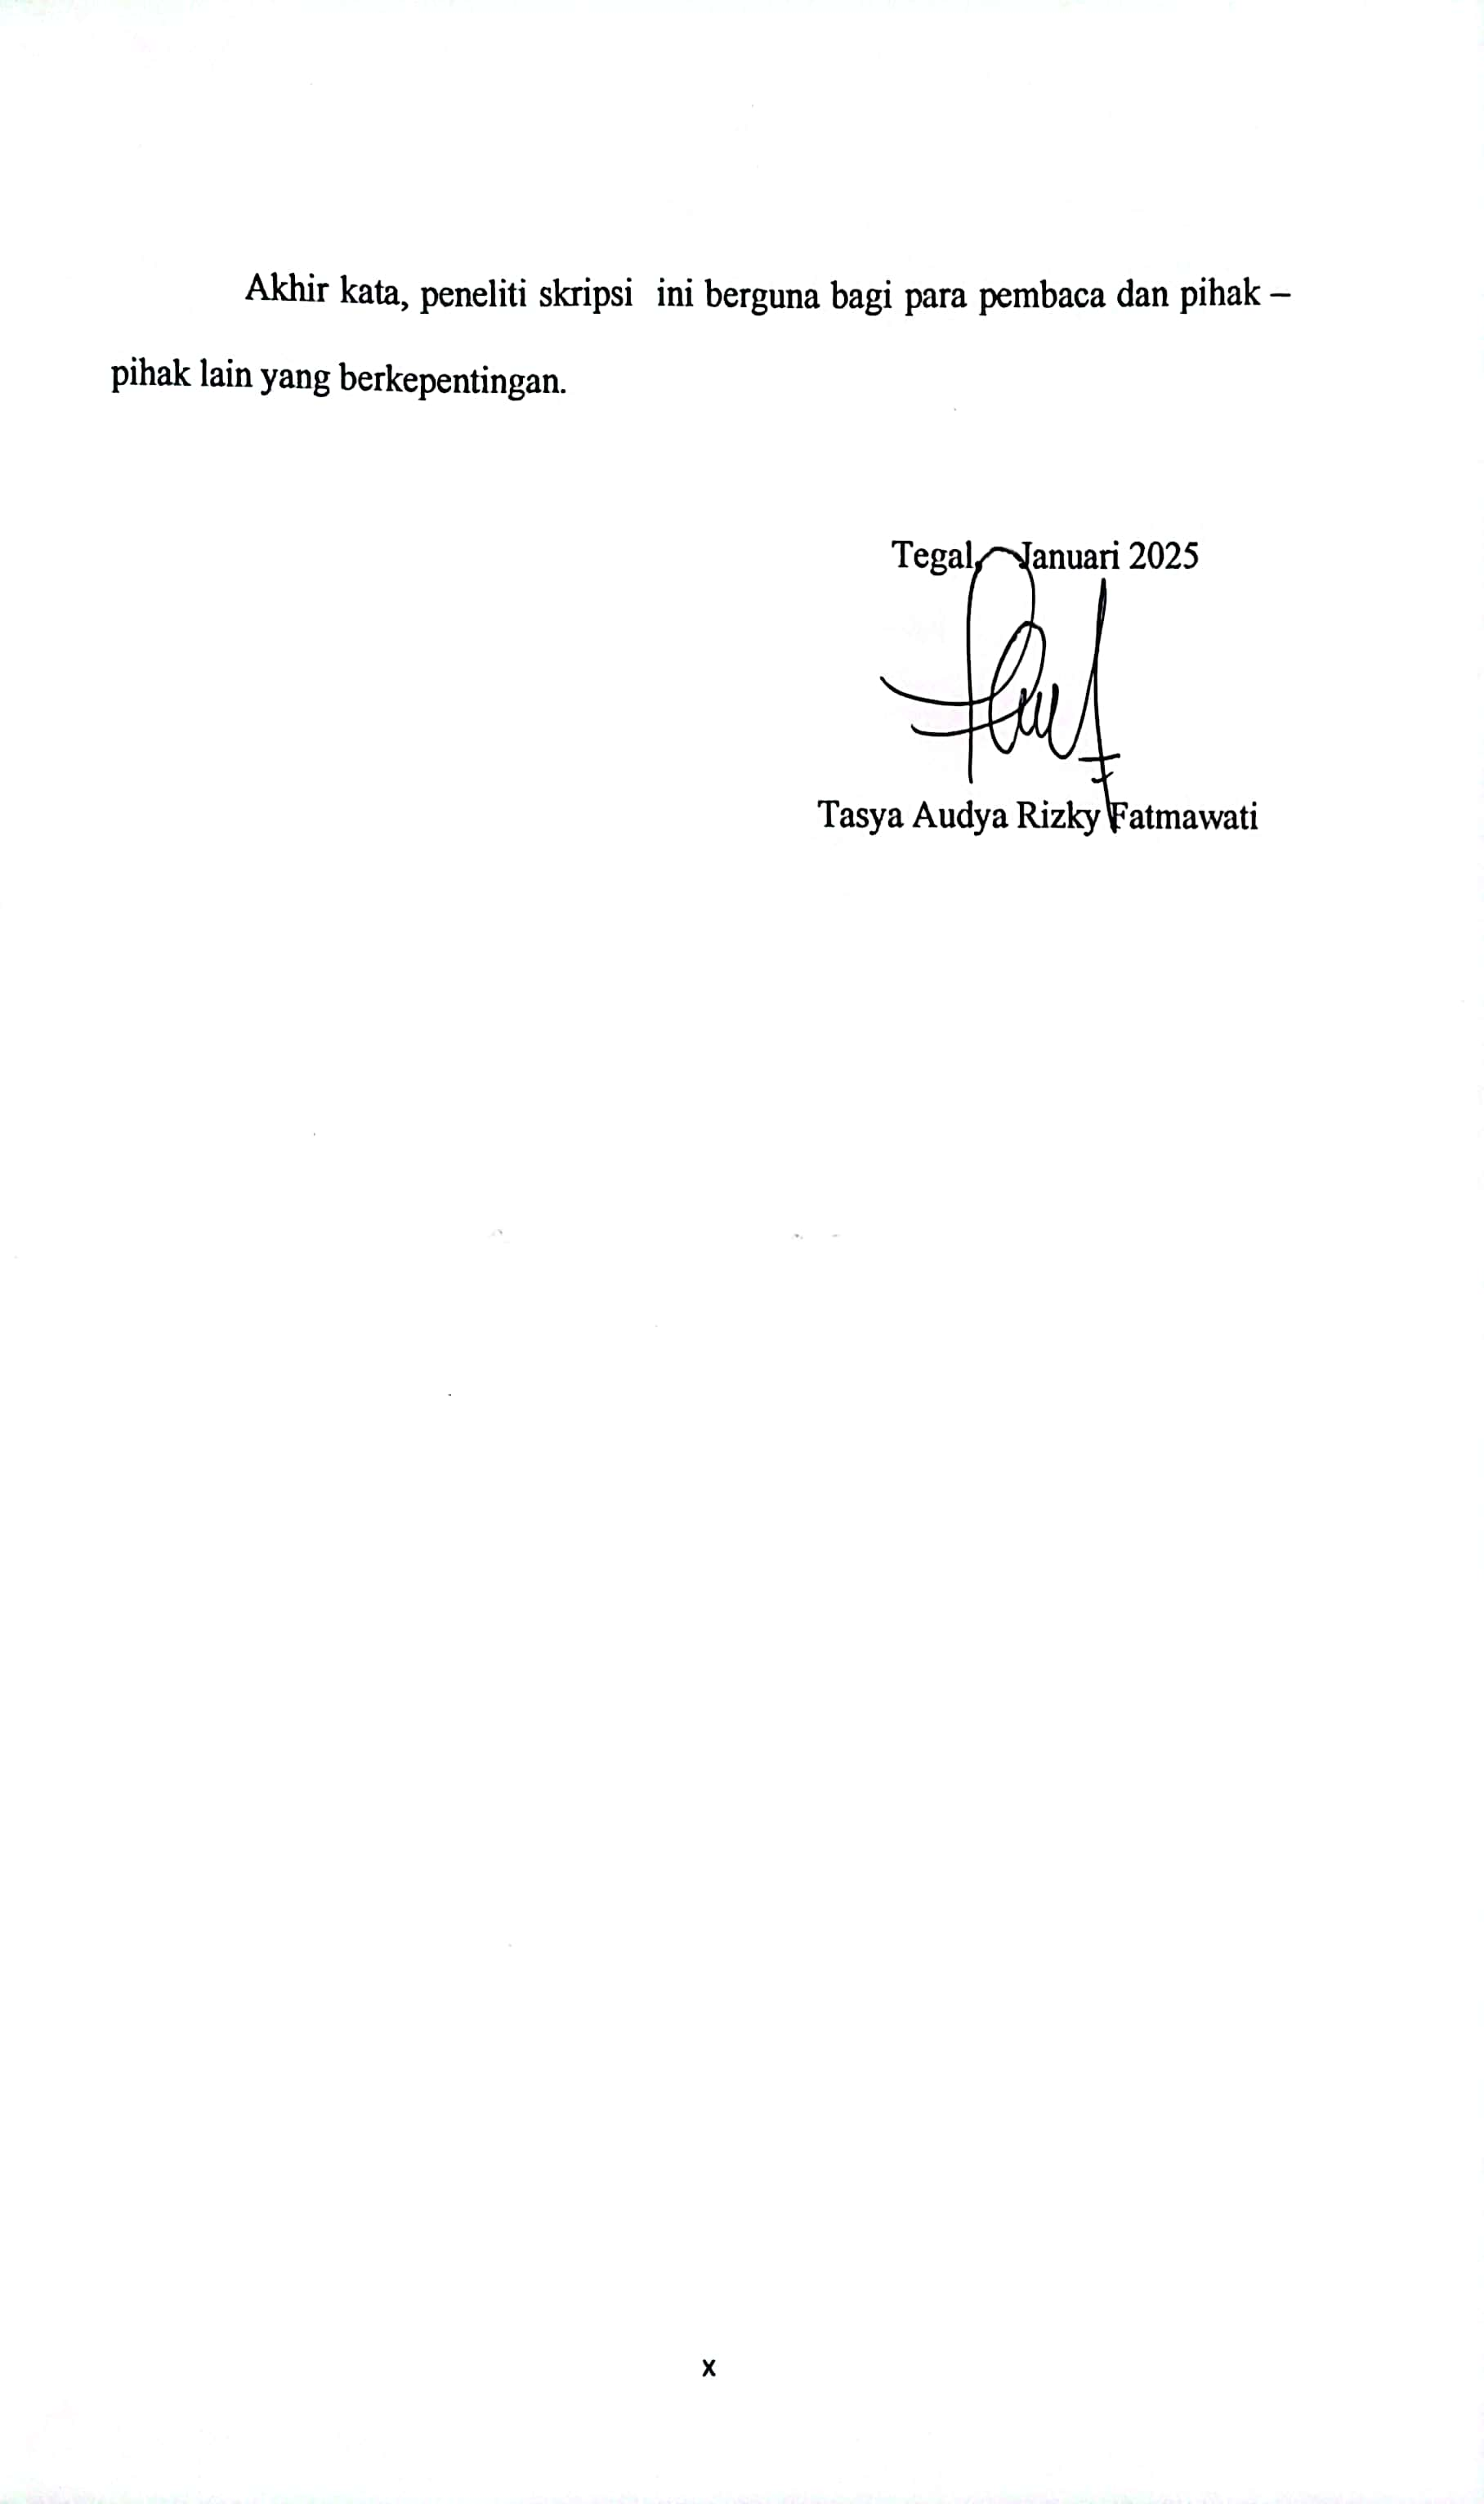 Akhir kata, peneliti skripsi ini berguna bagi para pembaca dan pihak –
pihak lain yang berkepentingan.
Tegal, Januari 2025
Tasya Audya Rizky Fatmawati
x